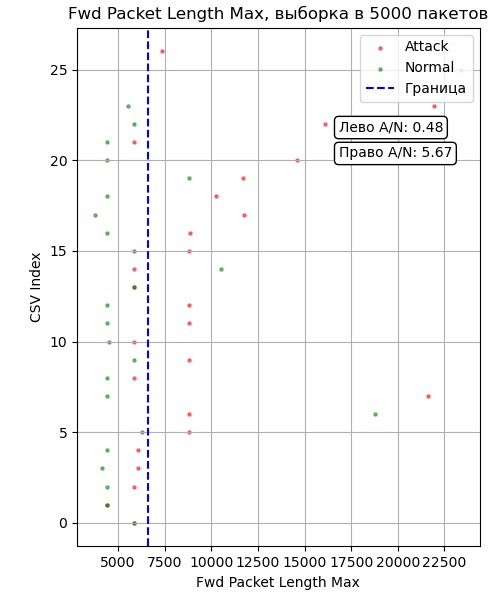 Fwd Packet Length Max, выборка в 5000 пакетов
Attack
Normal
Граница
Лево A/N: 0.48
Право A/N: 5.67
25
20
15
10
5
0
CSV Index
5000 7500 10000 12500 15000 17500 20000 22500
Fwd Packet Length Max